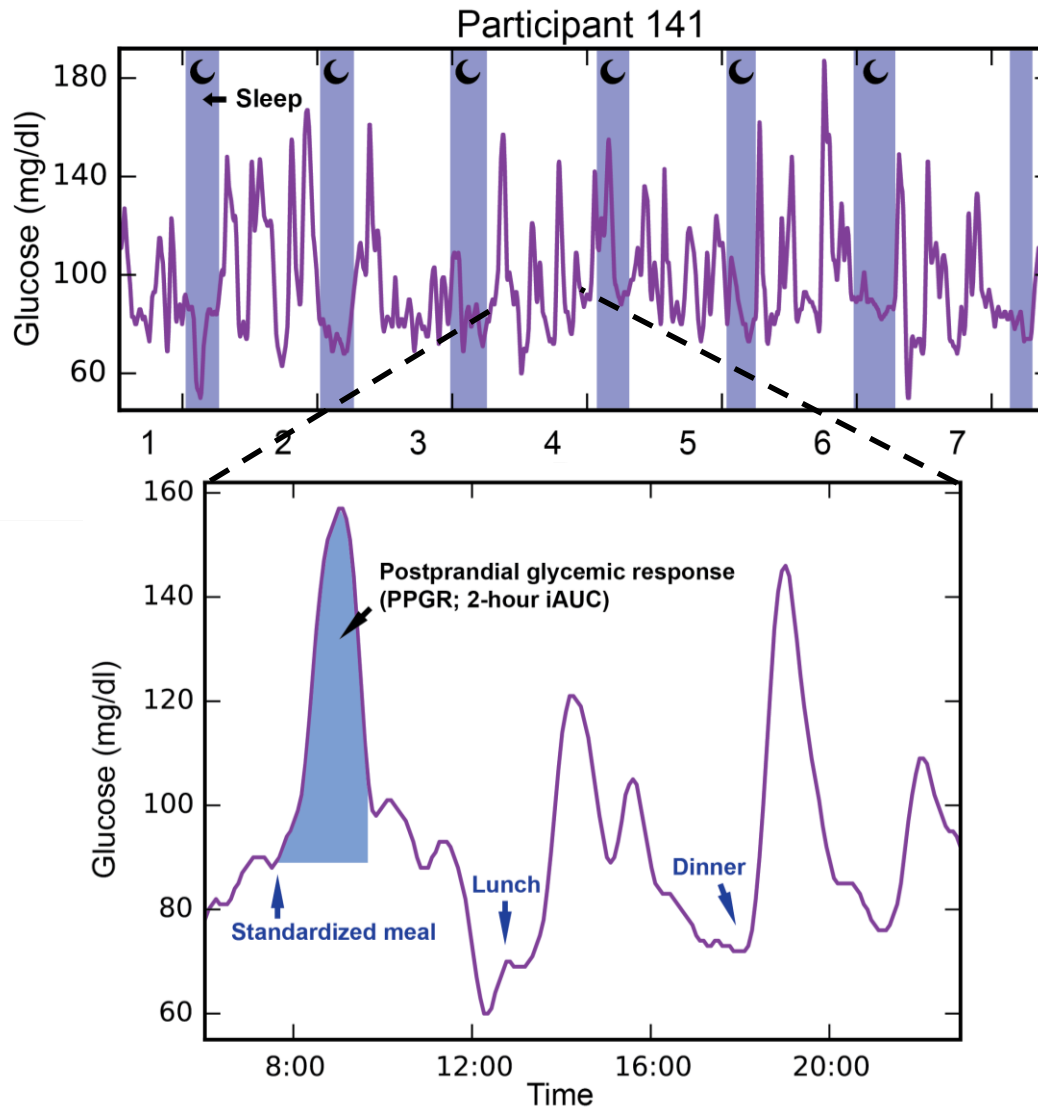 Participant 141
180
140
100
60
Glucose (mg/dl)
Sleep
1 2 3 4 5 6 7
160
140
120
100
80
60
Glucose (mg/dl)
Postprandial glycemic response
(PPGR; 2-hour iAUC)
Standardized meal
Lunch
Dinner
8:00 12:00 16:00 20:00
Time